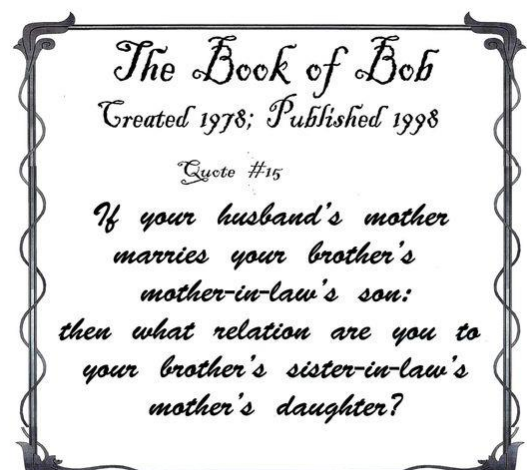 The Book of Bob
Created 1978; Published 1998
Quote #15
If your husband's mother
marries your brother's
mother-in-law's son:
then what relation are you to
your brother's sister-in-law's
mother's daughter?